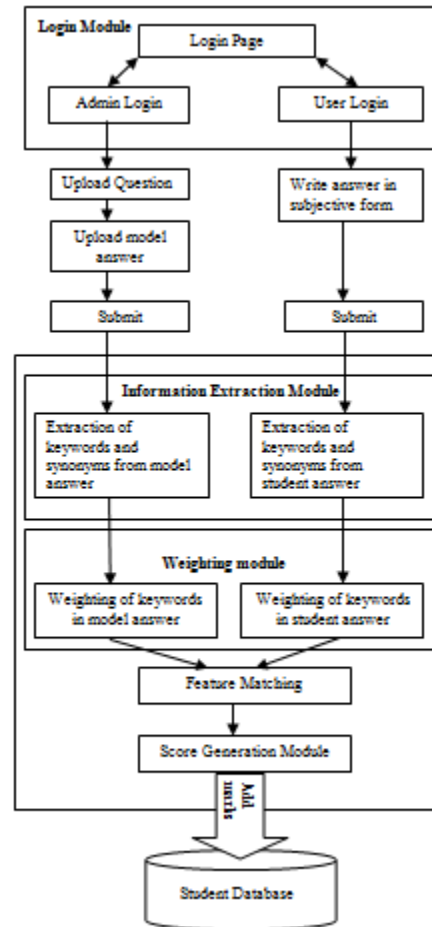 Login Module
Login Page
Admin Login
User Login
Upload Question
Write answer in
subjective form
Upload model
answer
Submit
Submit
Information Extraction Module
Extraction of
keywords and
synonyms from model
answer
Extraction of
keywords and
synonyms from
student answer
Weighting module
Weighting of keywords
in model answer
Weighting of keywords
in student answer
Feature Matching
Score Generation Module
Add
marks
Student Database